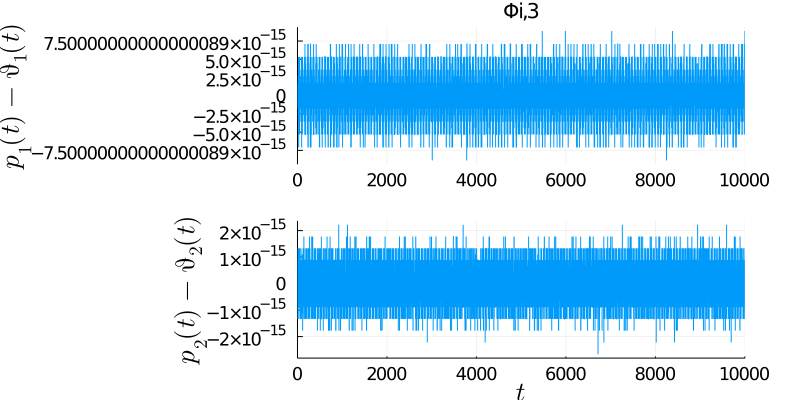 Φi,3
p₁(t) − ϑ₁(t)
7.500000000000000089×10⁻¹⁵
5.0×10⁻¹⁵
2.5×10⁻¹⁵
0
−2.5×10⁻¹⁵
−5.0×10⁻¹⁵
−7.500000000000000089×10⁻¹⁵
0 2000 4000 6000 8000 10000
p₂(t) − ϑ₂(t)
2×10⁻¹⁵
1×10⁻¹⁵
0
−1×10⁻¹⁵
−2×10⁻¹⁵
0 2000 4000 6000 8000 10000
t